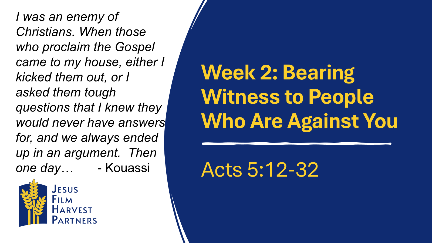 I was an enemy of
Christians. When those
who proclaim the Gospel
came to my house, either I
kicked them out, or I
asked them tough
questions that I knew they
would never have answers
for, and we always ended
up in an argument. Then
one day… - Kouassi
JESUS
FILM
HARVEST
PARTNERS
Week 2: Bearing
Witness to People
Who Are Against You
Acts 5:12-32